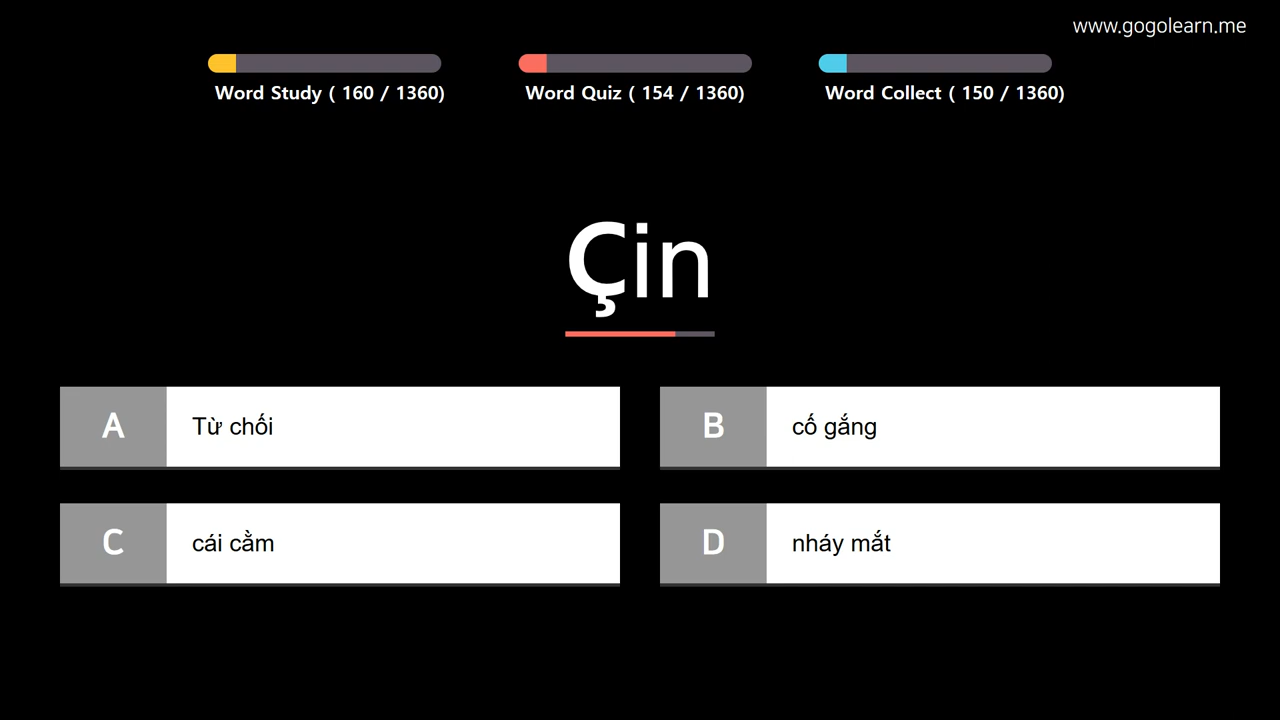 www.gogolearn.me
Word Study ( 160 / 1360)
Word Quiz ( 154 / 1360)
Word Collect ( 150 / 1360)
Çin
A
Từ chối
B
cố gắng
C
cái cằm
D
nháy mắt